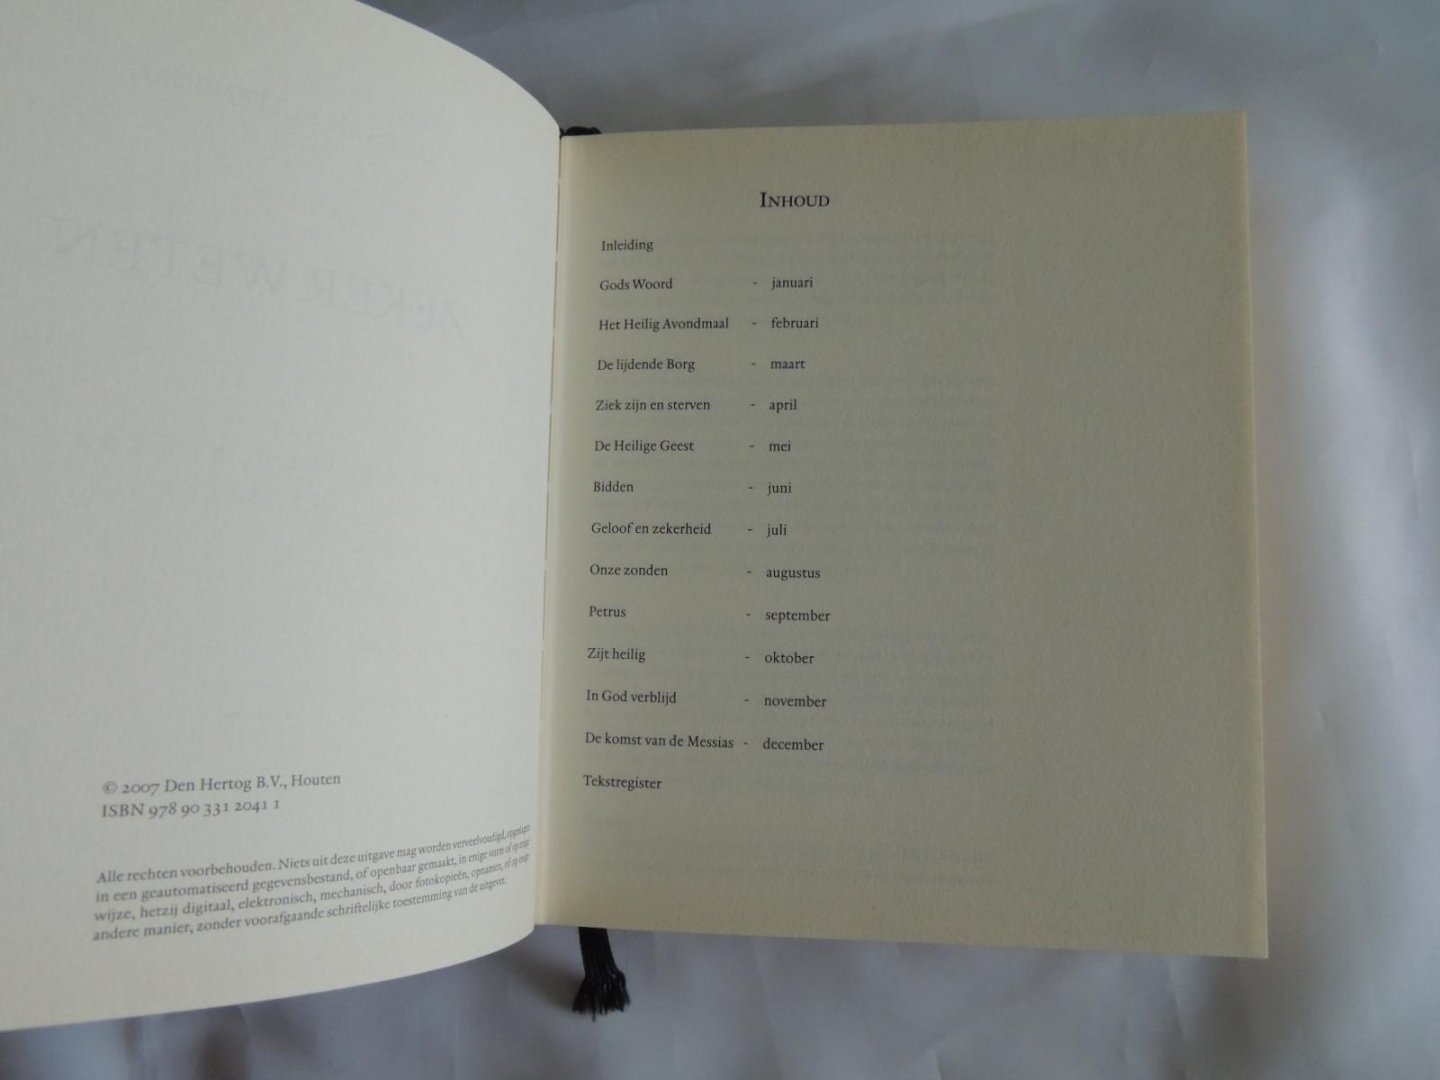 © 2007 Den Hertog B.V., Houten
ISBN 978 90 331 2041 1
Alle rechten voorbehouden. Niets uit deze uitgave mag worden verveelvoudigd, opgeslagen
in een geautomatiseerd gegevensbestand, of openbaar gemaakt, in enige vorm of op enige
wijze, hetzij digitaal, elektronisch, mechanisch, door fotokopieën, opnamen, of op enige
andere manier, zonder voorafgaande schriftelijke toestemming van de uitgever.
INHOUD
Inleiding
Gods Woord - januari
Het Heilig Avondmaal - februari
De lijdende Borg - maart
Ziek zijn en sterven - april
De Heilige Geest - mei
Bidden - juni
Geloof en zekerheid - juli
Onze zonden - augustus
Petrus - september
Zijt heilig - oktober
In God verblijd - november
De komst van de Messias - december
Tekstregister
ZEKER WETEN